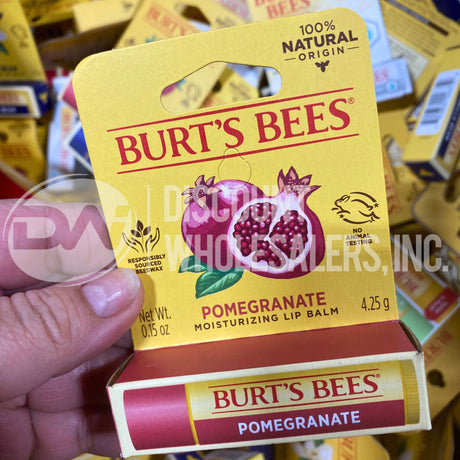 100%
NATURAL
ORIGIN
BURT'S BEES®
DW
DISCOUNT
WHOLESALERS, INC.
RESPONSIBLY
SOURCED
BEESWAX
NO
ANIMAL
TESTING
Net Wt.
0.15 oz
POMEGRANATE
MOISTURIZING LIP BALM
4.25 g
BURT'S BEES®
POMEGRANATE